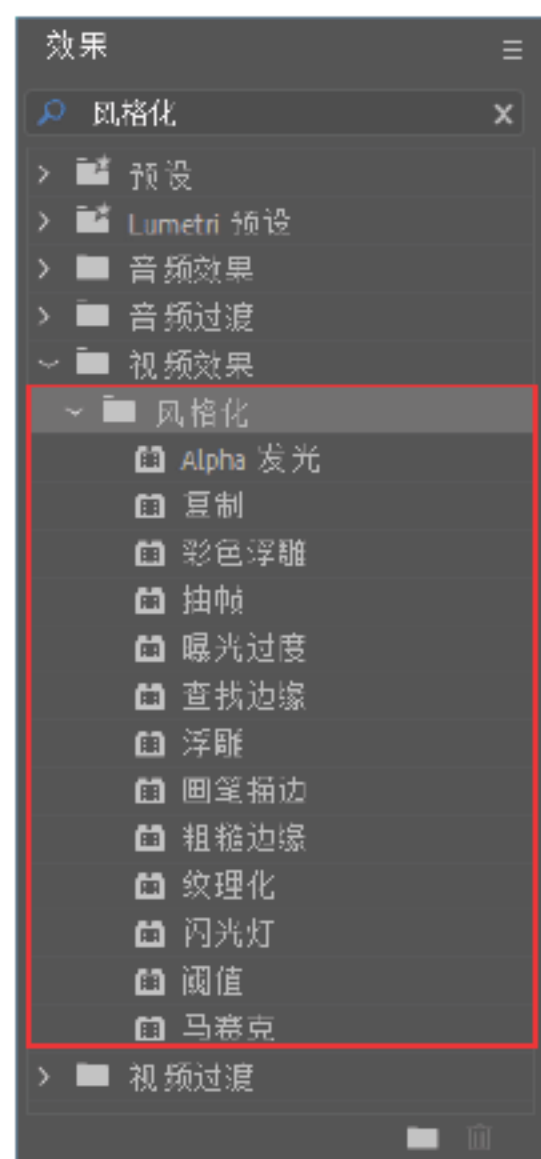 效果
风格化
预设
Lumetri 预设
音频效果
音频过渡
视频效果
风格化
Alpha 发光
复制
彩色浮雕
抽帧
曝光过度
查找边缘
浮雕
画笔描边
粗糙边缘
纹理化
闪光灯
阈值
马赛克
视频过渡